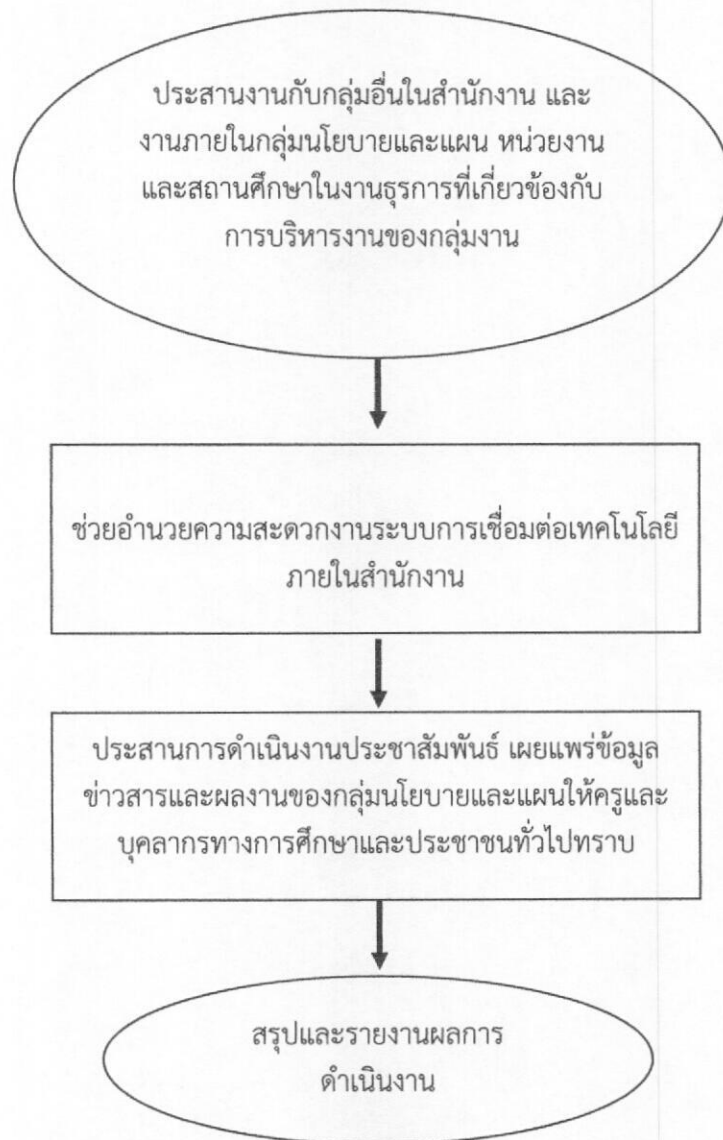 ประสานงานกับกลุ่มอื่นในสำนักงาน และ
งานภายในกลุ่มนโยบายและแผน หน่วยงาน
และสถานศึกษาในงานธุรการที่เกี่ยวข้องกับ
การบริหารงานของกลุ่มงาน
ช่วยอำนวยความสะดวกงานระบบการเชื่อมต่อเทคโนโลยี
ภายในสำนักงาน
ประสานการดำเนินงานประชาสัมพันธ์ เผยแพร่ข้อมูล
ข่าวสารและผลงานของกลุ่มนโยบายและแผนให้ครูและ
บุคลากรทางการศึกษาและประชาชนทั่วไปทราบ
สรุปและรายงานผลการ
ดำเนินงาน